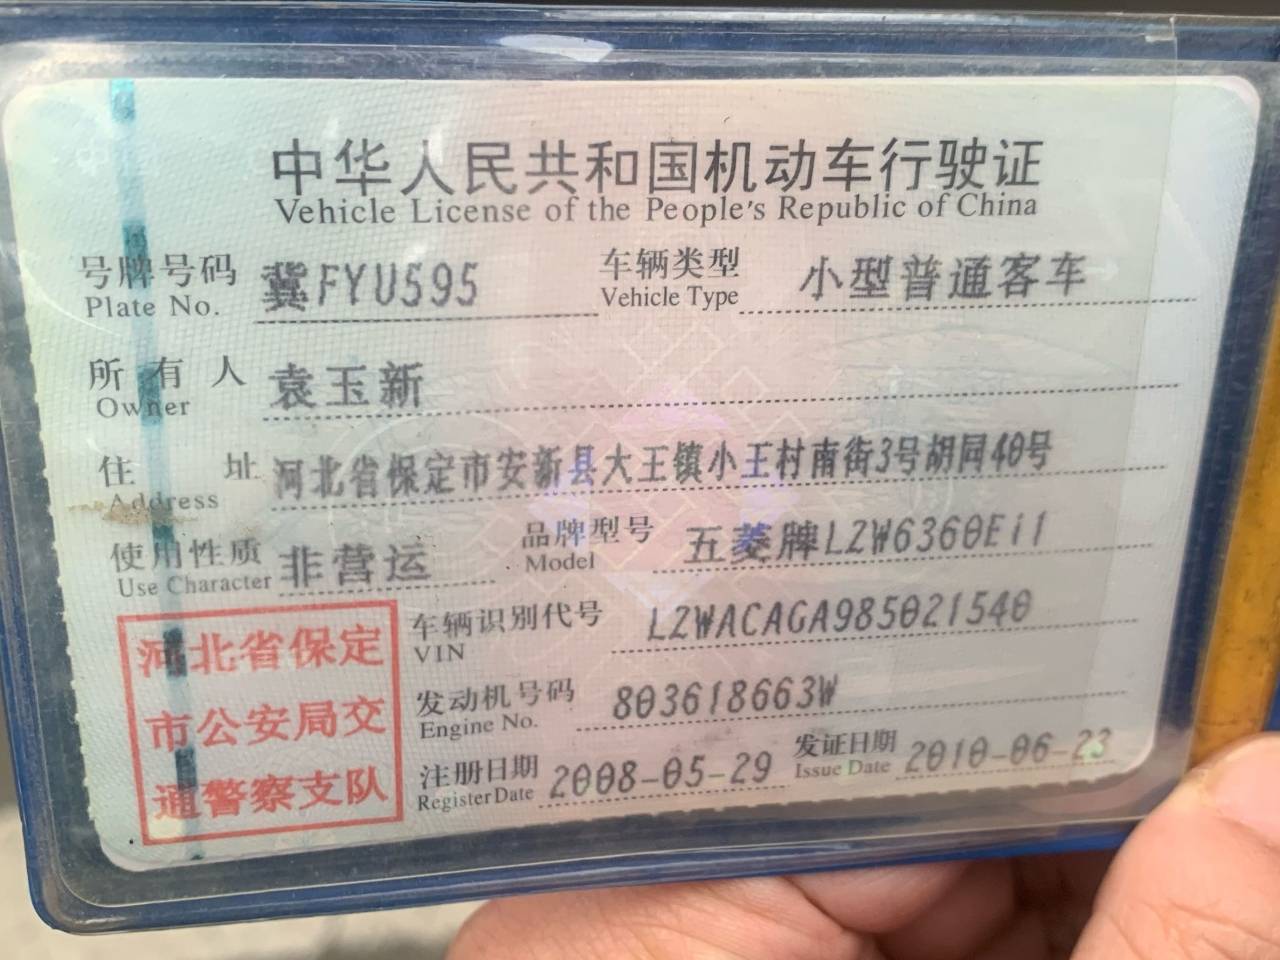 中华人民共和国机动车行驶证
Vehicle License of the People's Republic of China
号牌号码 冀FYU595 车辆类型 小型普通客车
Plate No. Vehicle Type
所有人 袁玉新
Owner
住址 河北省保定市安新县大王镇小王村南街3号胡同40号
Address
使用性质 非营运 品牌型号 五菱牌LZW6360Ei1
Use Character Model
河北省保定
市公安局交
通警察支队
车辆识别代号 LZWACAGA985021540
VIN
发动机号码 803618663W
Engine No.
注册日期 2008-05-29 发证日期 2010-06-23
Register Date Issue Date